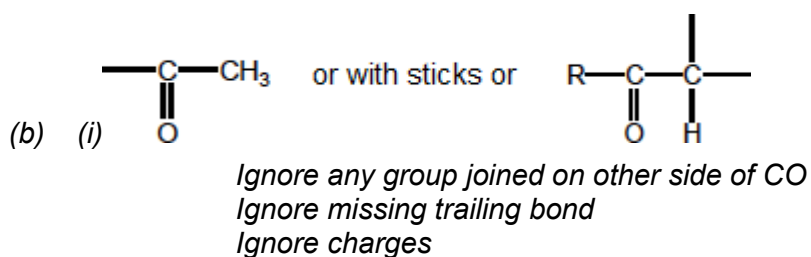 C CH₃ or with sticks or R C C
(b) (i) O O H
Ignore any group joined on other side of CO
Ignore missing trailing bond
Ignore charges